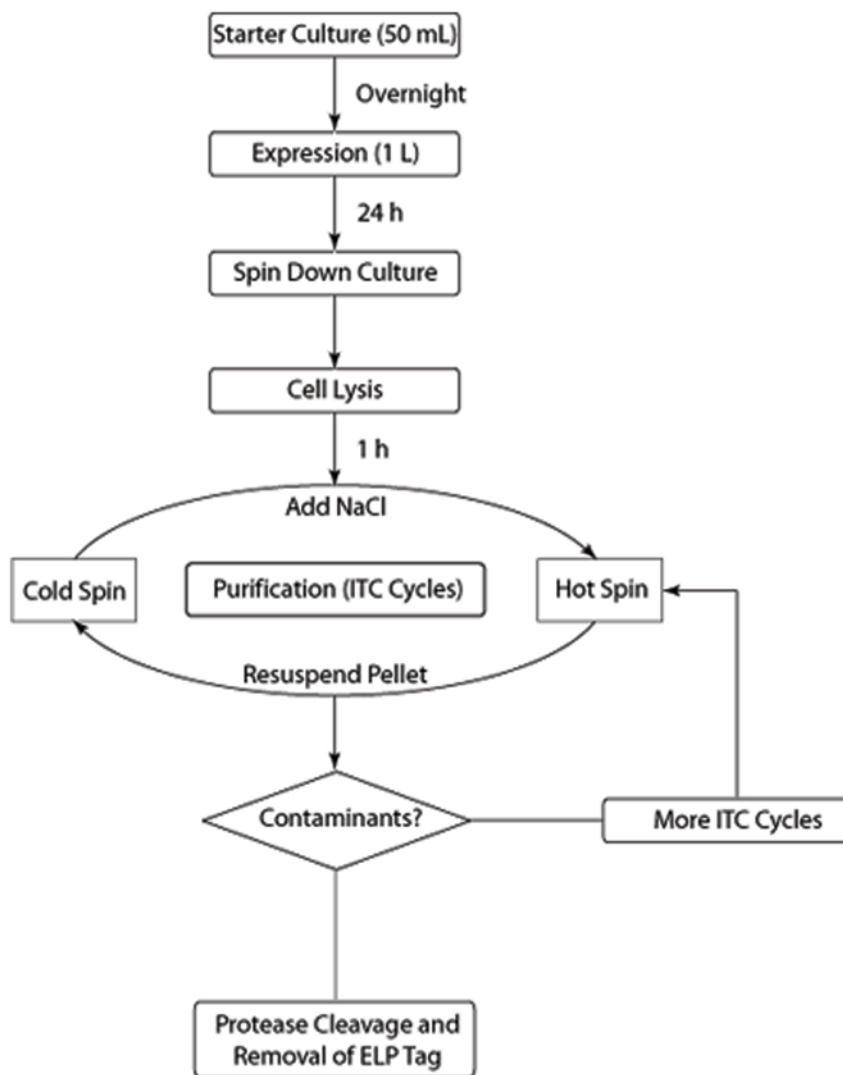 Starter Culture (50 mL)
Overnight
Expression (1 L)
24 h
Spin Down Culture
Cell Lysis
1 h
Add NaCl
Cold Spin
Purification (ITC Cycles)
Hot Spin
Resuspend Pellet
Contaminants?
More ITC Cycles
Protease Cleavage and
Removal of ELP Tag